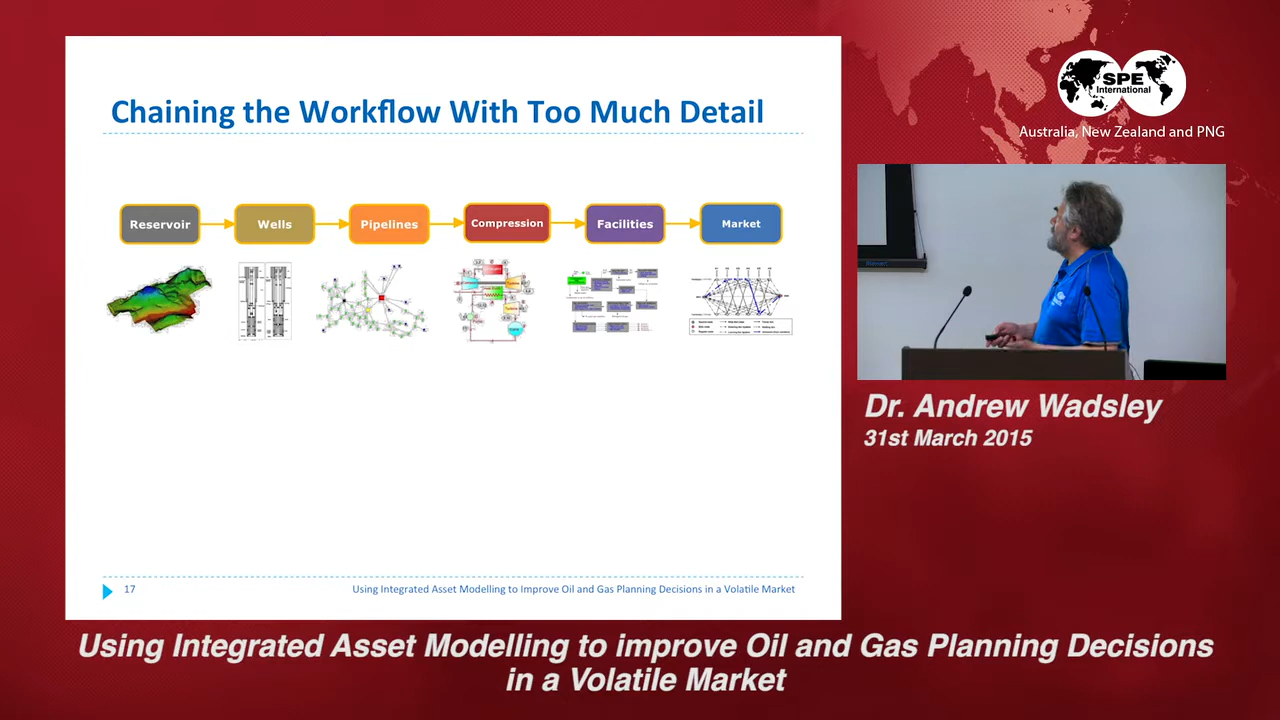 Chaining the Workflow With Too Much Detail
Reservoir
Wells
Pipelines
Compression
Facilities
Market
17
Using Integrated Asset Modelling to Improve Oil and Gas Planning Decisions in a Volatile Market
SPE
International
Australia, New Zealand and PNG
Dr. Andrew Wadsley
31st March 2015
Using Integrated Asset Modelling to improve Oil and Gas Planning Decisions
in a Volatile Market